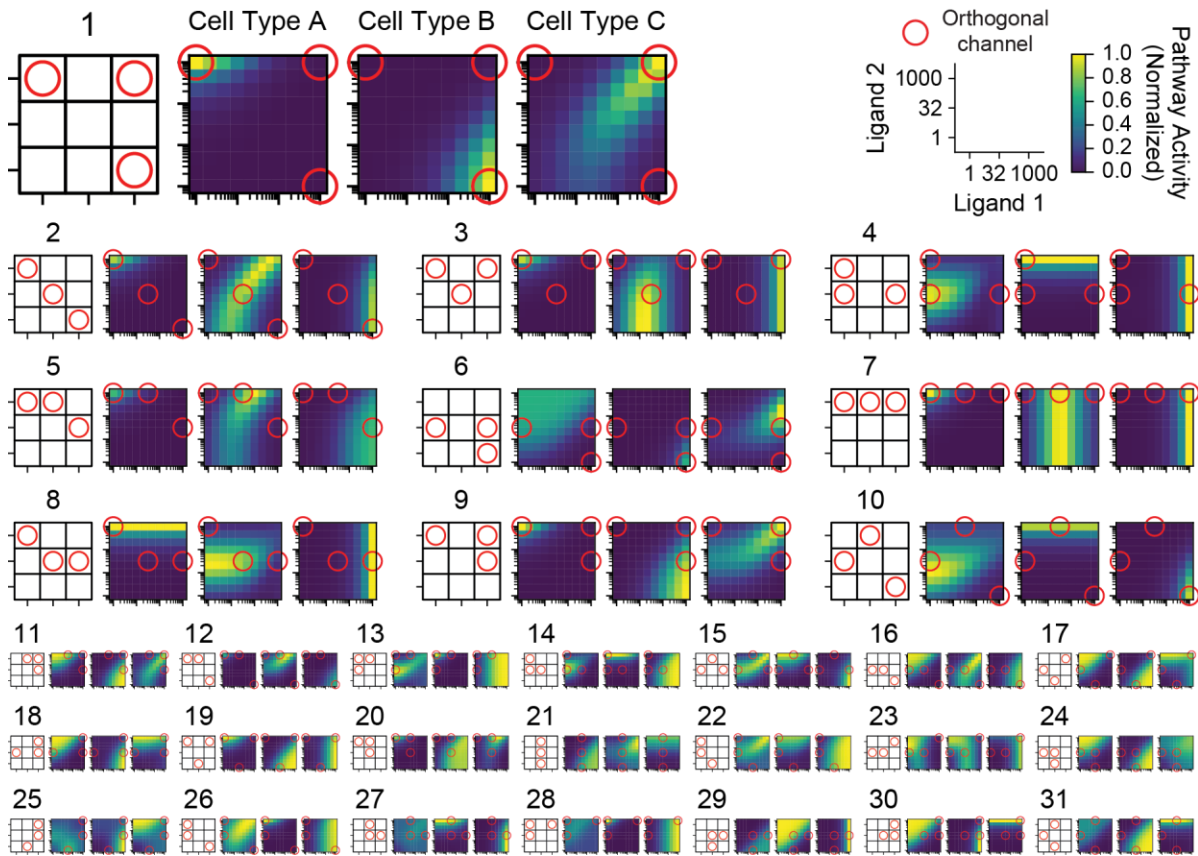 1
Cell Type A Cell Type B Cell Type C
Orthogonal
channel
Ligand 2
1000
32
1
1 32 1000
Ligand 1
1.0
0.8
0.6
0.4
0.2
0.0
Pathway Activity
(Normalized)
2 3 4
5 6 7
8 9 10
11 12 13 14 15 16 17
18 19 20 21 22 23 24
25 26 27 28 29 30 31